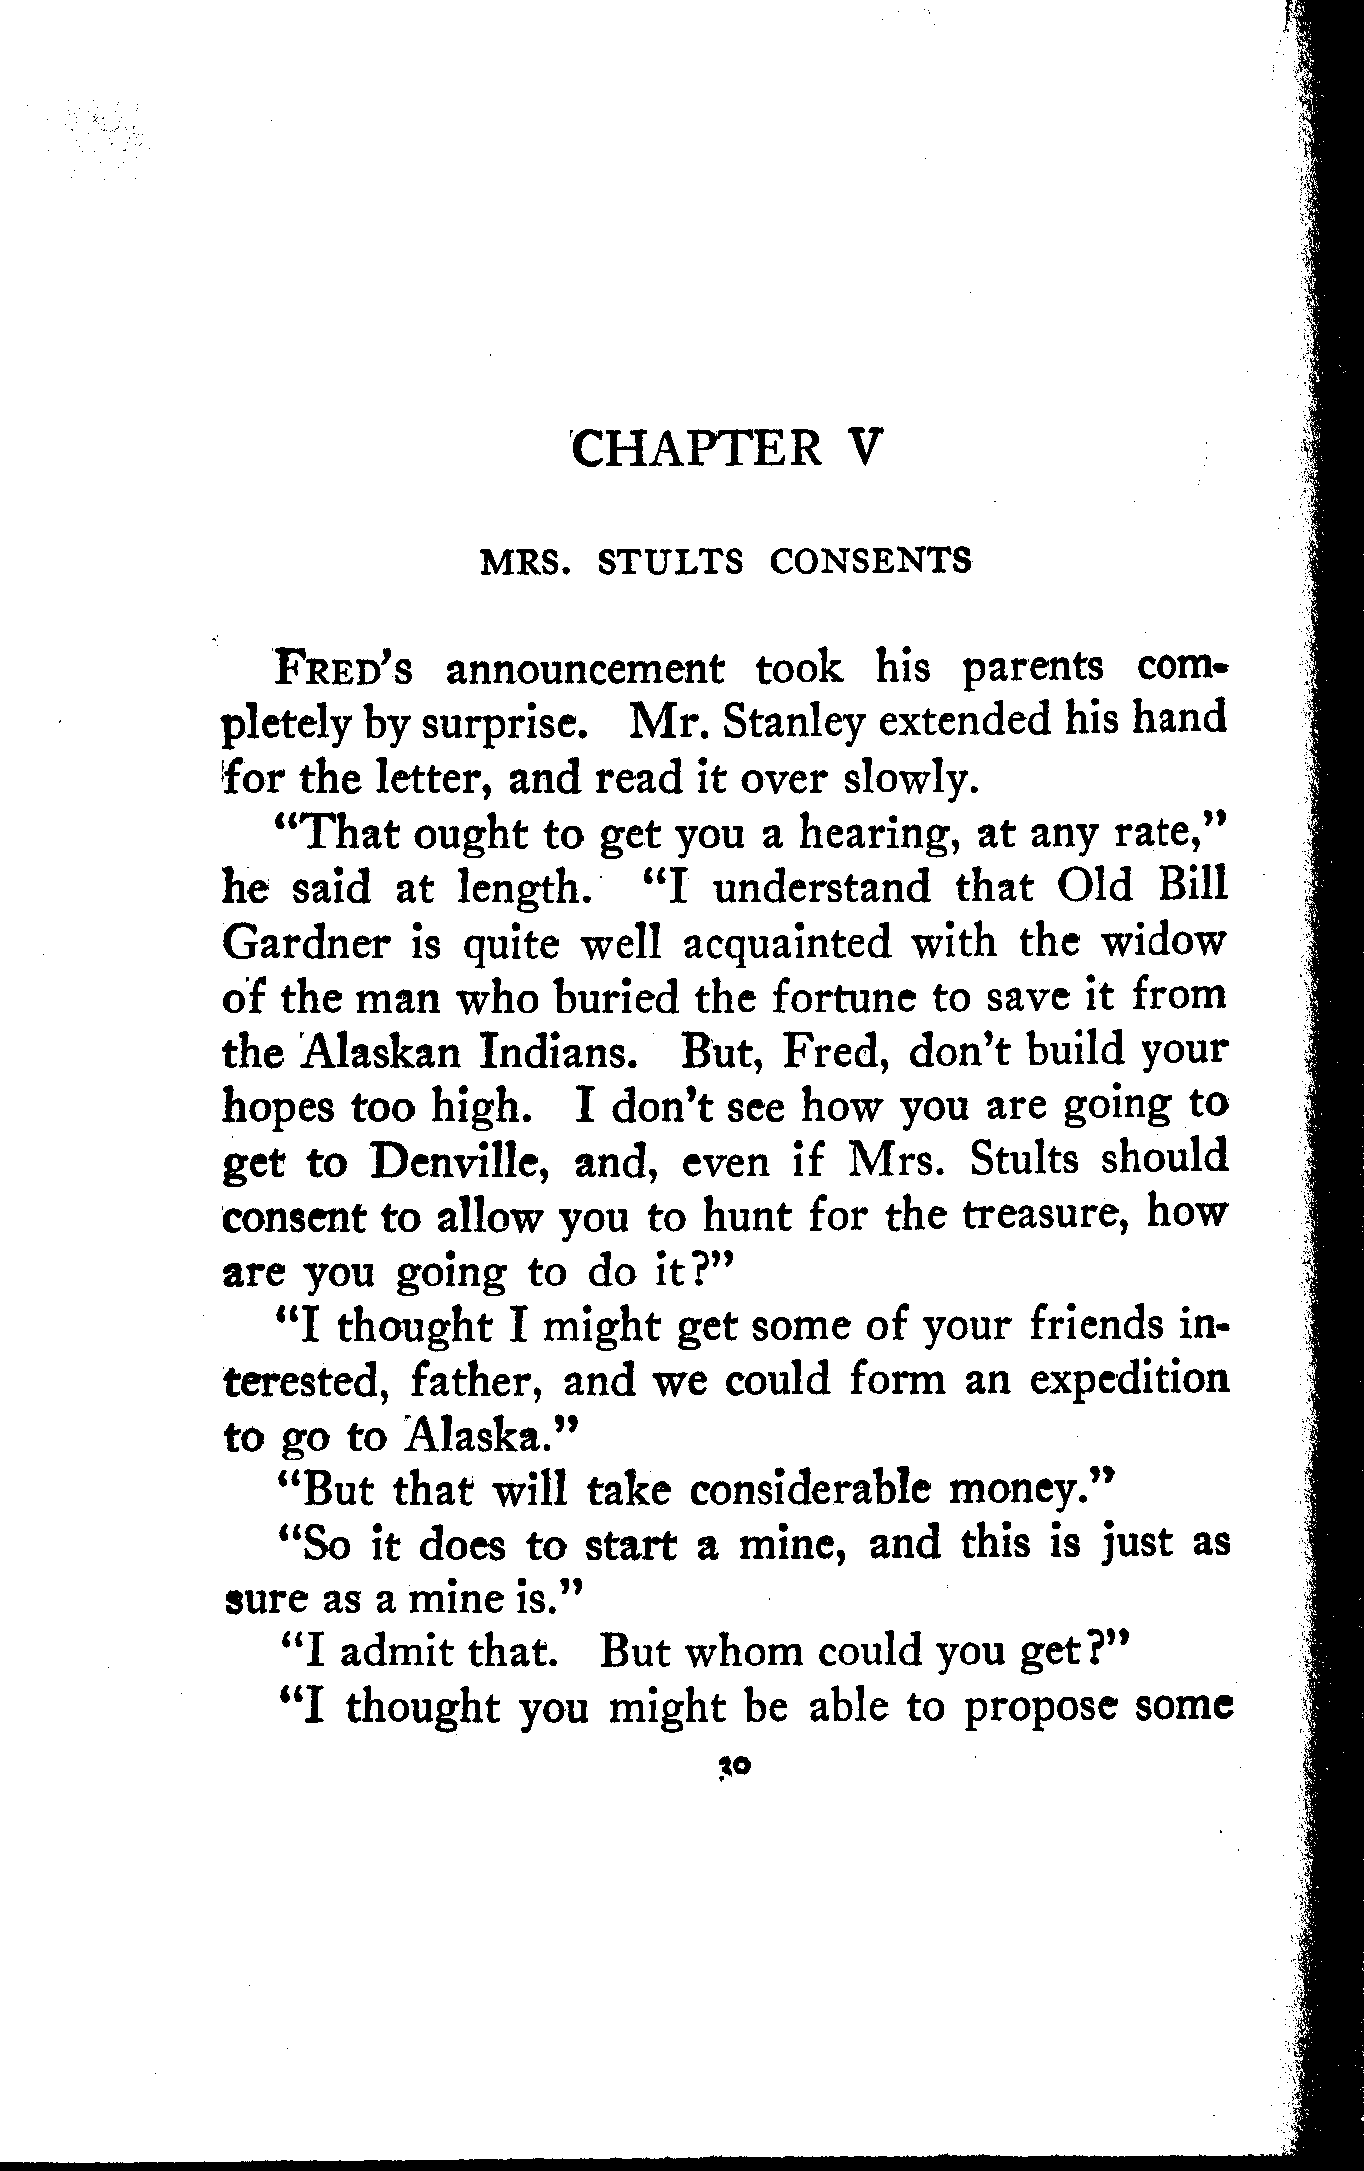 CHAPTER V
MRS. STULTS CONSENTS
FRED'S announcement took his parents com-
pletely by surprise. Mr. Stanley extended his hand
for the letter, and read it over slowly.
"That ought to get you a hearing, at any rate,"
he said at length. "I understand that Old Bill
Gardner is quite well acquainted with the widow
of the man who buried the fortune to save it from
the Alaskan Indians. But, Fred, don't build your
hopes too high. I don't see how you are going to
get to Denville, and, even if Mrs. Stults should
consent to allow you to hunt for the treasure, how
are you going to do it?"
"I thought I might get some of your friends in-
terested, father, and we could form an expedition
to go to Alaska."
"But that will take considerable money."
"So it does to start a mine, and this is just as
sure as a mine is."
"I admit that. But whom could you get?"
"I thought you might be able to propose some
30